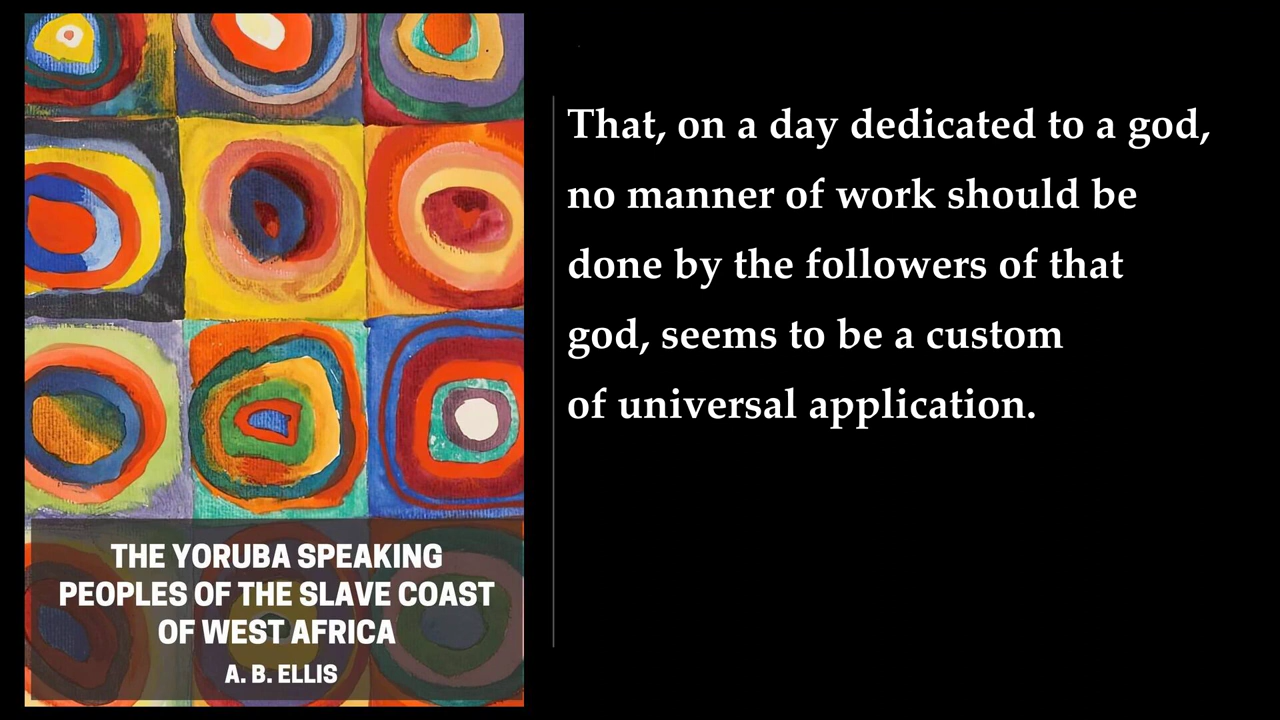 THE YORUBA SPEAKING
PEOPLES OF THE SLAVE COAST
OF WEST AFRICA
A. B. ELLIS
That, on a day dedicated to a god,
no manner of work should be
done by the followers of that
god, seems to be a custom
of universal application.